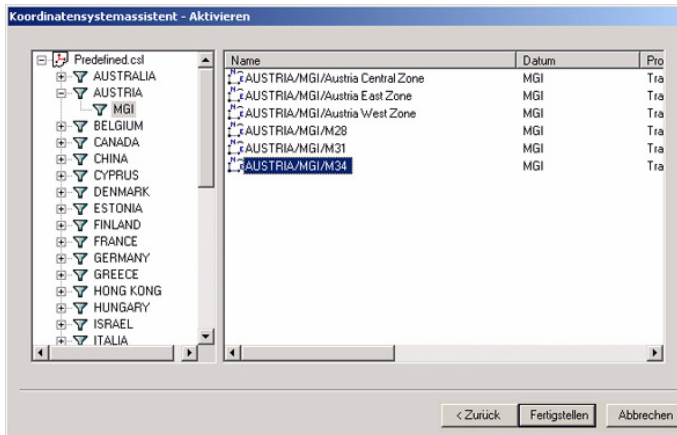 Koordinatensystemassistent - Aktivieren
Predefined.csl
AUSTRALIA
AUSTRIA
MGI
BELGIUM
CANADA
CHINA
CYPRUS
DENMARK
ESTONIA
FINLAND
FRANCE
GERMANY
GREECE
HONG KONG
HUNGARY
ISRAEL
ITALIA
Name Datum Pro
AUSTRIA/MGI/Austria Central Zone MGI Tra
AUSTRIA/MGI/Austria East Zone MGI Tra
AUSTRIA/MGI/Austria West Zone MGI Tra
AUSTRIA/MGI/M28 MGI Tra
AUSTRIA/MGI/M31 MGI Tra
AUSTRIA/MGI/M34 MGI Tra
< Zurück Fertigstellen Abbrechen